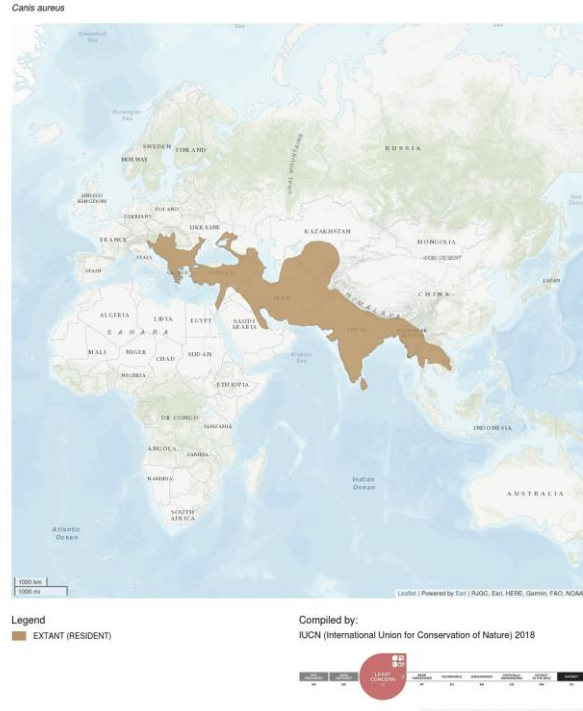 Canis aureus
Greenland
Sea
Norwegian
Sea
SWEDEN
FINLAND
NORWAY
RUSSIA
URAL MOUNTAINS
UNITED
KINGDOM
POLAND
GERMANY
UKRAINE
FRANCE
KAZAKHSTAN
MONGOLIA
ITALY
GOBI DESERT
SPAIN
TURKEY
JAPAN
CHINA
IRAN
HIMALAYA
ALGERIA
LIBYA
EGYPT
SAUDI
ARABIA
SAHARA
INDIA
MALI
NIGER
CHAD
SUDAN
Arabian
Sea
NIGERIA
ETHIOPIA
DR CONGO
TANZANIA
INDONESIA
ANGOLA
ZAMBIA
NAMIBIA
Indian
Ocean
AUSTRALIA
SOUTH
AFRICA
Atlantic
Ocean
1000 km
1000 mi
Leaflet | Powered by Esri | RJGC, Esri, HERE, Garmin, FAO, NOAA
Legend
EXTANT (RESIDENT)
Compiled by:
IUCN (International Union for Conservation of Nature) 2018
LEAST
CONCERN